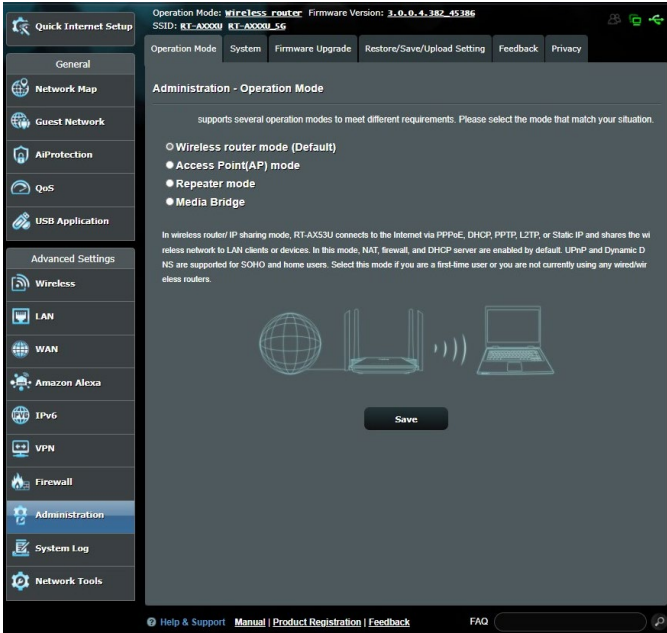 Quick Internet Setup
Operation Mode: Wireless router Firmware Version: 3.0.0.4.382_45386
SSID: RT-AXXXU RT-AXXXU_5G
Operation Mode System Firmware Upgrade Restore/Save/Upload Setting Feedback Privacy
General
Network Map
Guest Network
AiProtection
QoS
USB Application
Advanced Settings
Wireless
LAN
WAN
Amazon Alexa
IPv6
VPN
Firewall
Administration
System Log
Network Tools
Administration - Operation Mode
supports several operation modes to meet different requirements. Please select the mode that match your situation.
Wireless router mode (Default)
Access Point(AP) mode
Repeater mode
Media Bridge
In wireless router/ IP sharing mode, RT-AX53U connects to the Internet via PPPoE, DHCP, PPTP, L2TP, or Static IP and shares the wi
reless network to LAN clients or devices. In this mode, NAT, firewall, and DHCP server are enabled by default. UPnP and Dynamic D
NS are supported for SOHO and home users. Select this mode if you are a first-time user or you are not currently using any wired/wir
eless routers.
Save
Help & Support Manual | Product Registration | Feedback FAQ